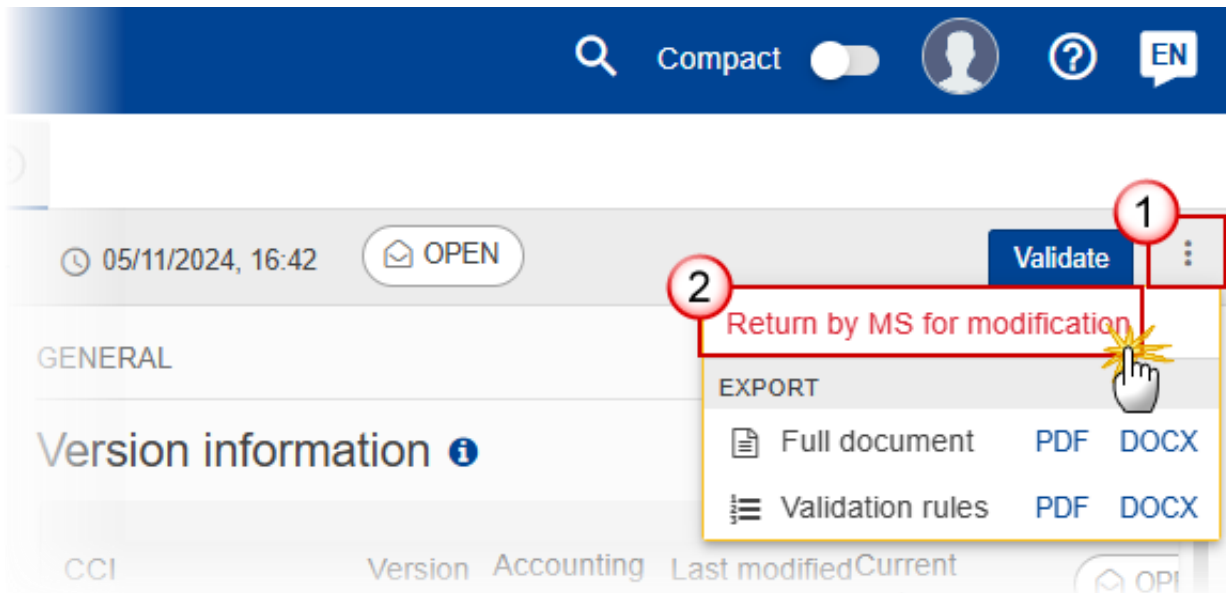 Compact EN
1
05/11/2024, 16:42 OPEN Validate
2
Return by MS for modification
GENERAL
EXPORT
Full document PDF DOCX
Version information
Validation rules PDF DOCX
CCI Version Accounting Last modified Current